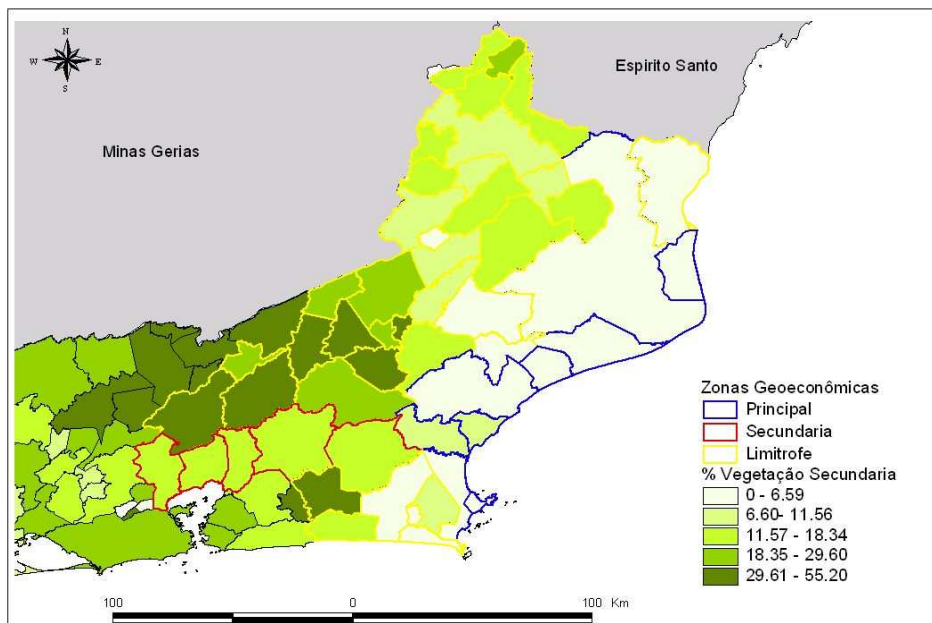 N
W E
S
Espirito Santo
Minas Gerias
Zonas Geoeconômicas
Principal
Secundaria
Limitrofe
% Vegetação Secundaria
0 - 6.59
6.60- 11.56
11.57 - 18.34
18.35 - 29.60
29.61 - 55.20
100 0 100 Km